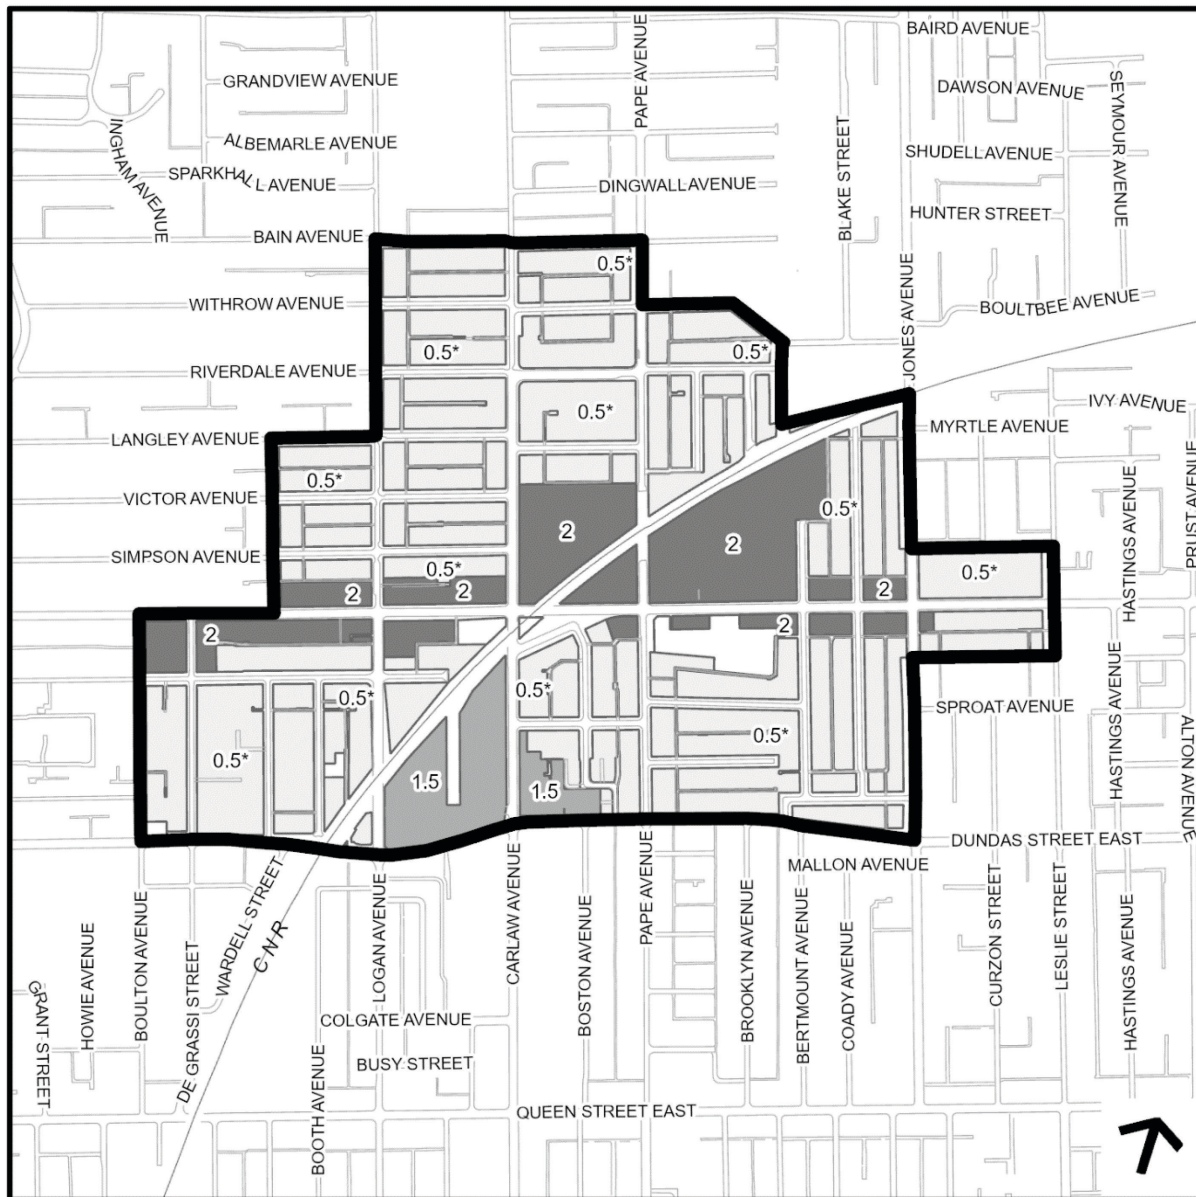 BAIRD AVENUE
GRANDVIEW AVENUE
PAPE AVENUE
DAWSON AVENUE
SEYMOUR AVENUE
INGHAM AVENUE
ALBEMARLE AVENUE
BLAKE STREET
SHUDELL AVENUE
SPARKHALL AVENUE
DINGWALL AVENUE
HUNTER STREET
BAIN AVENUE
0.5*
JONES AVENUE
WITHROW AVENUE
BOULTBEE AVENUE
0.5*
0.5*
RIVERDALE AVENUE
0.5*
IVY AVENUE
LANGLEY AVENUE
MYRTLE AVENUE
0.5*
VICTOR AVENUE
0.5*
HASTINGS AVENUE
PRUST AVENUE
SIMPSON AVENUE
2
2
0.5*
0.5*
2
2
2
2
2
HASTINGS AVENUE
0.5*
0.5*
SPROAT AVENUE
HASTINGS AVENUE
ALTON AVENUE
0.5*
0.5*
1.5
1.5
DUNDAS STREET EAST
MALLON AVENUE
WARDELL STREET
C N R
GRANT STREET
HOWIE AVENUE
BOULTON AVENUE
DE GRASSI STREET
LOGAN AVENUE
CARLAW AVENUE
BOSTON AVENUE
PAPE AVENUE
BROOKLYN AVENUE
BERTMOUNT AVENUE
COADY AVENUE
CURZON STREET
LESLIE STREET
HASTINGS AVENUE
COLGATE AVENUE
BUSY STREET
BOOTH AVENUE
QUEEN STREET EAST